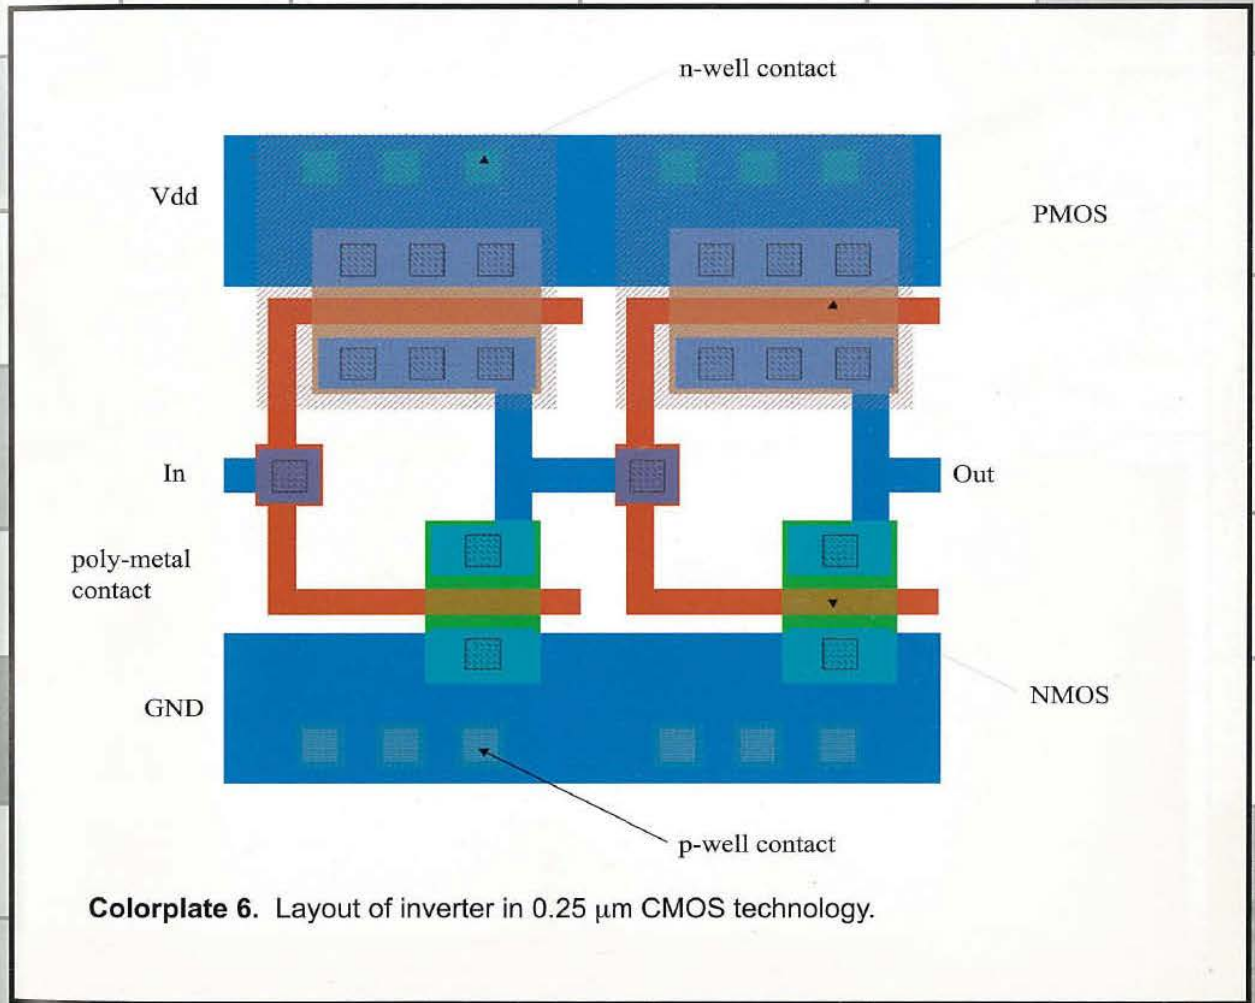 n-well contact
Vdd
PMOS
In
Out
poly-metal
contact
GND
NMOS
p-well contact
Colorplate 6. Layout of inverter in 0.25 μm CMOS technology.